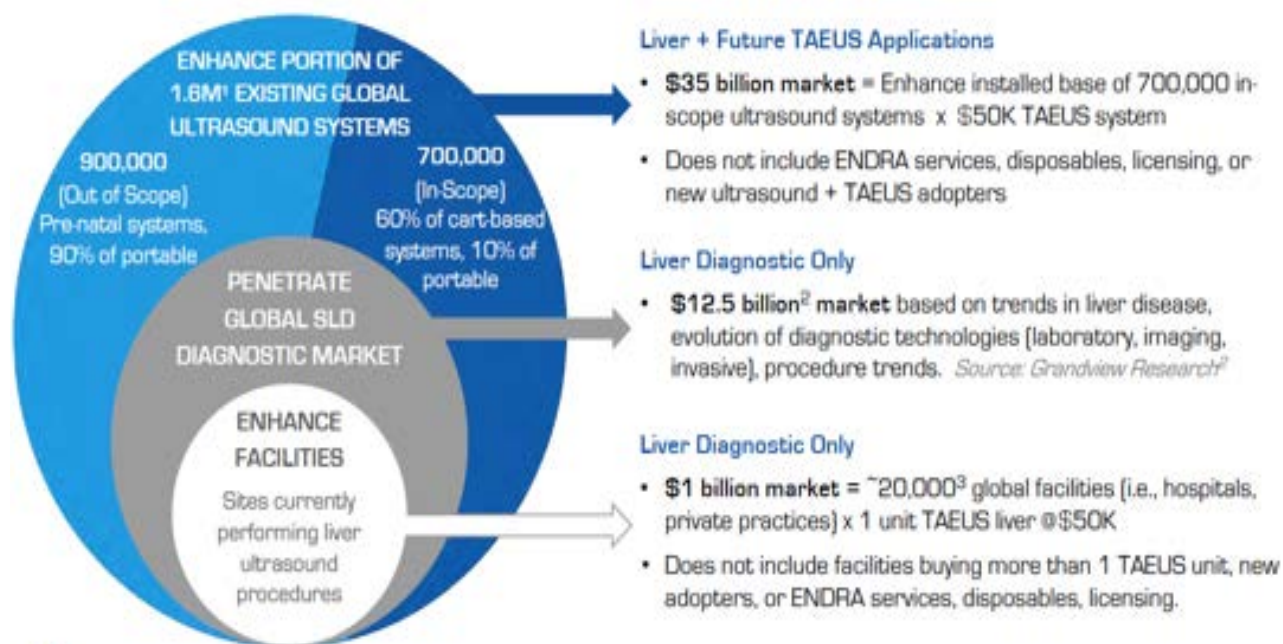 ENHANCE PORTION OF
1.6M¹ EXISTING GLOBAL
ULTRASOUND SYSTEMS
900,000
(Out of Scope)
Pre-natal systems,
90% of portable
700,000
(In-Scope)
60% of cart-based
systems, 10% of
portable
PENETRATE
GLOBAL SLD
DIAGNOSTIC MARKET
ENHANCE
FACILITIES
Sites currently
performing liver
ultrasound
procedures
Liver + Future TAEUS Applications
• $35 billion market = Enhance installed base of 700,000 in-
scope ultrasound systems x $50K TAEUS system
• Does not include ENDRA services, disposables, licensing, or
new ultrasound + TAEUS adopters
Liver Diagnostic Only
• $12.5 billion² market based on trends in liver disease,
evolution of diagnostic technologies (laboratory, imaging,
invasive), procedure trends. Source: Grandview Research²
Liver Diagnostic Only
• $1 billion market = ~20,000³ global facilities (i.e., hospitals,
private practices) x 1 unit TAEUS liver @$50K
• Does not include facilities buying more than 1 TAEUS unit, new
adopters, or ENDRA services, disposables, licensing.